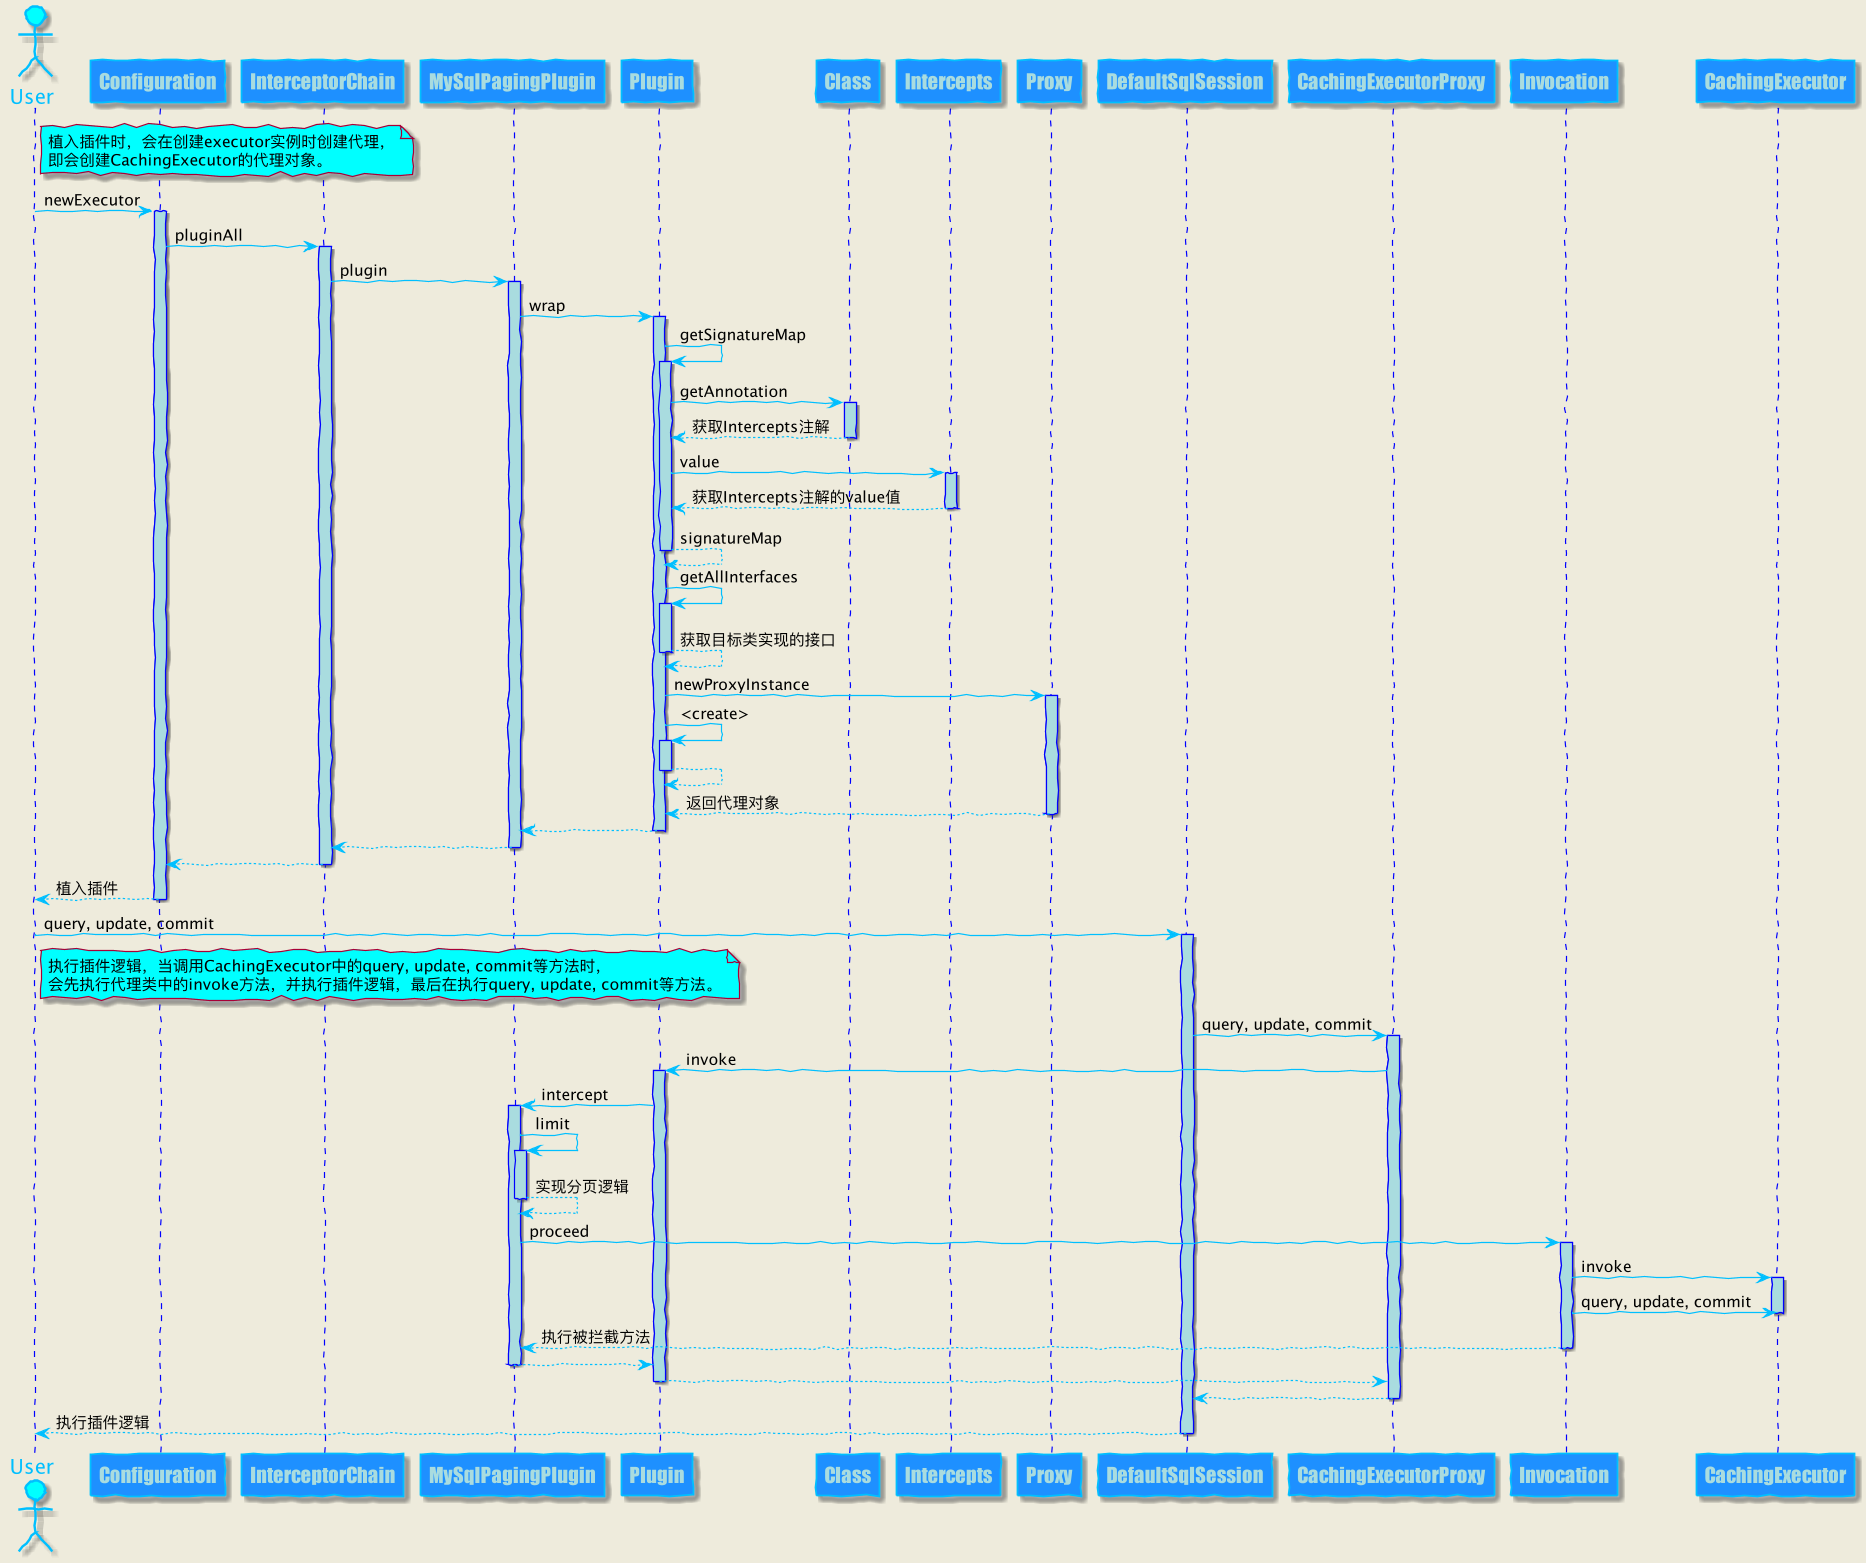 User
Configuration
InterceptorChain
MySqlPagingPlugin
Plugin
Class
Intercepts
Proxy
DefaultSqlSession
CachingExecutorProxy
Invocation
CachingExecutor
植入插件时，会在创建executor实例时创建代理，
即会创建CachingExecutor的代理对象。
newExecutor
pluginAll
plugin
wrap
getSignatureMap
getAnnotation
获取Intercepts注解
value
获取Intercepts注解的value值
signatureMap
getAllInterfaces
获取目标类实现的接口
newProxyInstance
<create>
返回代理对象
植入插件
query, update, commit
执行插件逻辑，当调用CachingExecutor中的query, update, commit等方法时，
会先执行代理类中的invoke方法，并执行插件逻辑，最后在执行query, update, commit等方法。
query, update, commit
invoke
intercept
limit
实现分页逻辑
proceed
invoke
query, update, commit
执行被拦截方法
执行插件逻辑
User
Configuration
InterceptorChain
MySqlPagingPlugin
Plugin
Class
Intercepts
Proxy
DefaultSqlSession
CachingExecutorProxy
Invocation
CachingExecutor